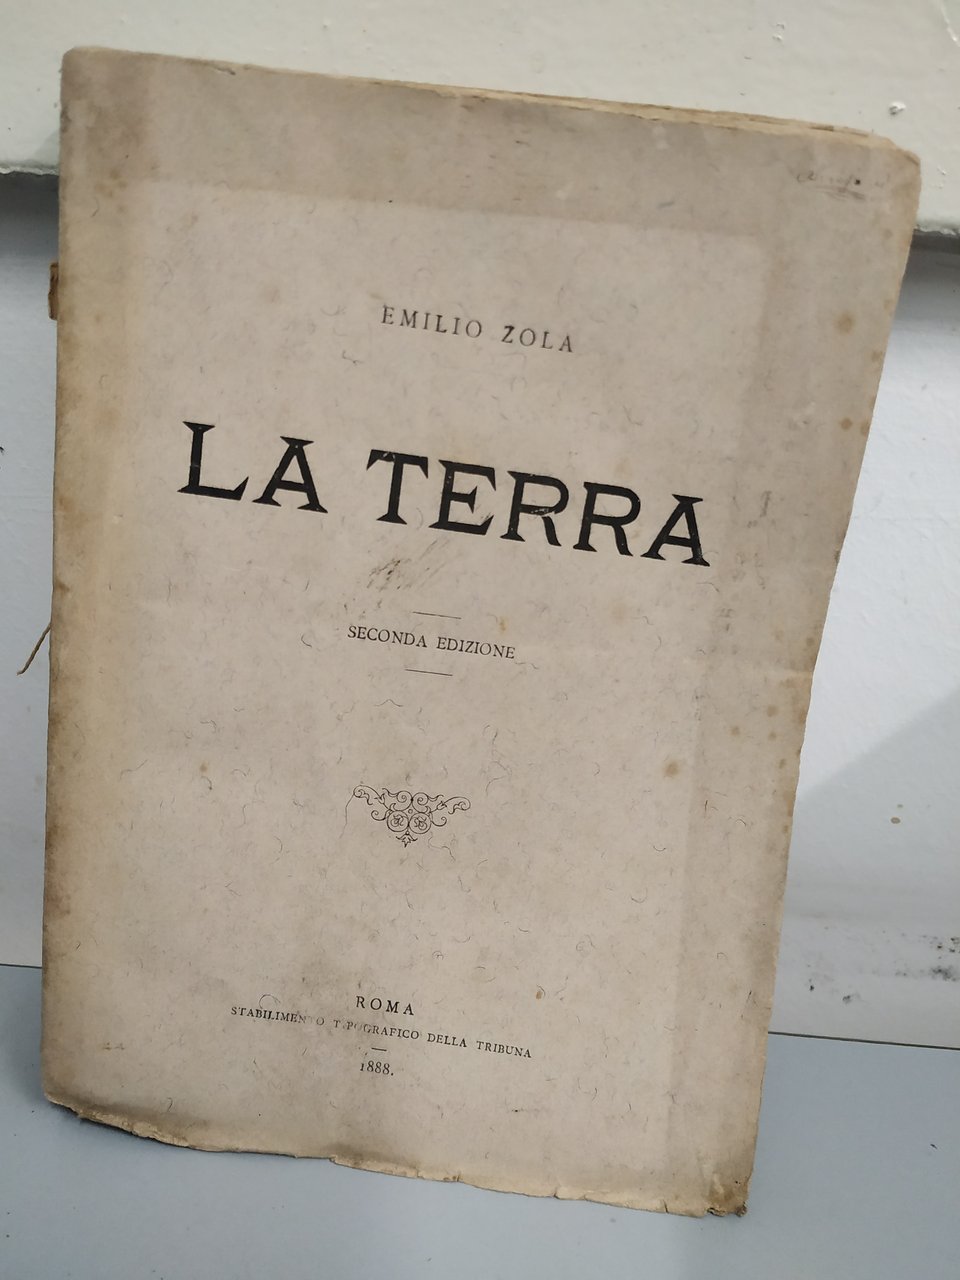 EMILIO ZOLA
LA TERRA
SECONDA EDIZIONE
ROMA
STABILIMENTO TIPOGRAFICO DELLA TRIBUNA
1888.